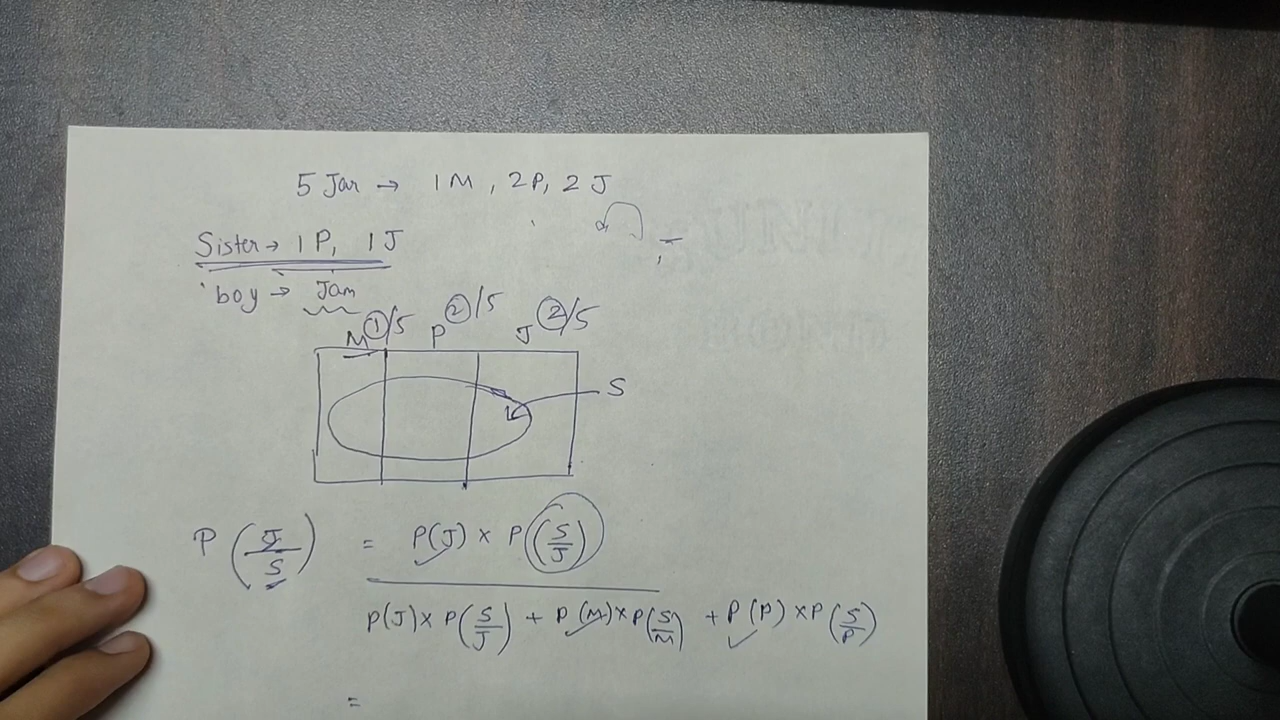 5 Jar → 1M, 2P, 2J
Sister → 1P, 1J
boy → Jam
M 1/5 P 2/5 J 2/5
S
P(J/S) = P(J) × P(S/J)
P(J) × P(S/J) + P(M) × P(S/M) + P(P) × P(S/P)
=